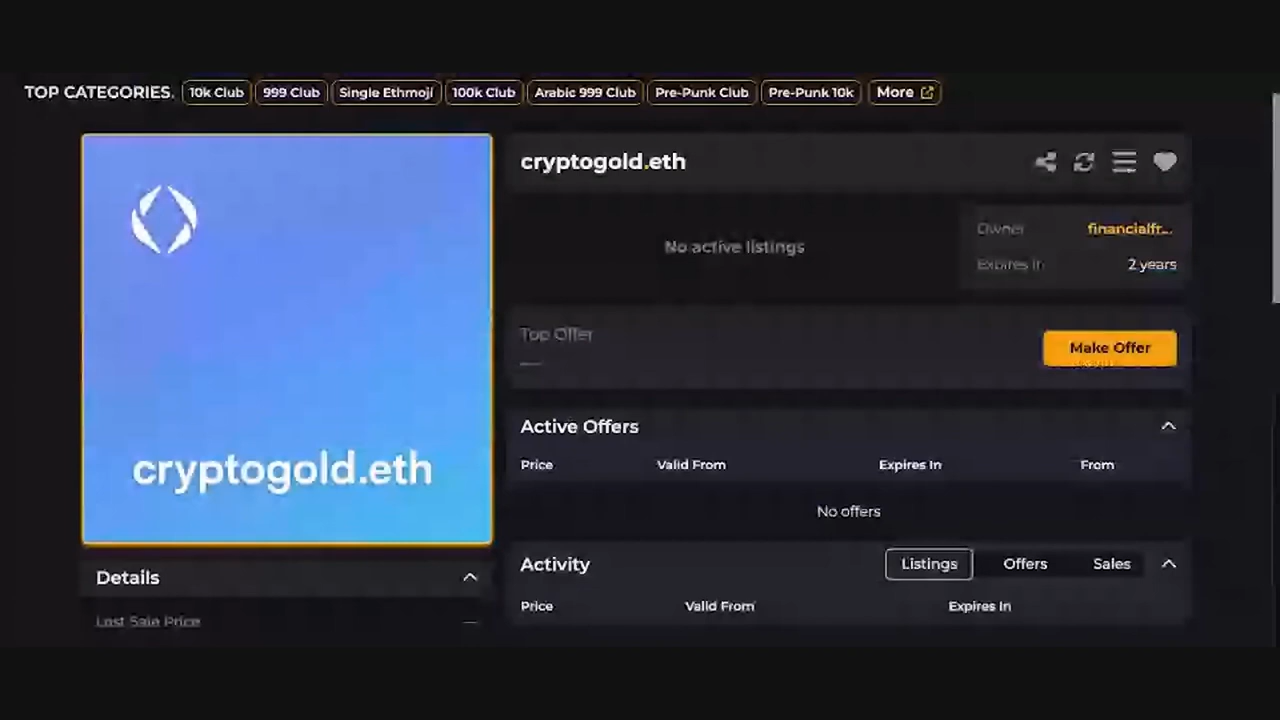 TOP CATEGORIES. 10k Club 999 Club Single Ethmoji 100k Club Arabic 999 Club Pre-Punk Club Pre-Punk 10k More
cryptogold.eth
No active listings
Owner financialfr...
Expires In 2 years
Top Offer
—
Make Offer
cryptogold.eth
Active Offers
Price Valid From Expires In From
No offers
Details
Last Sale Price —
Activity Listings Offers Sales
Price Valid From Expires In